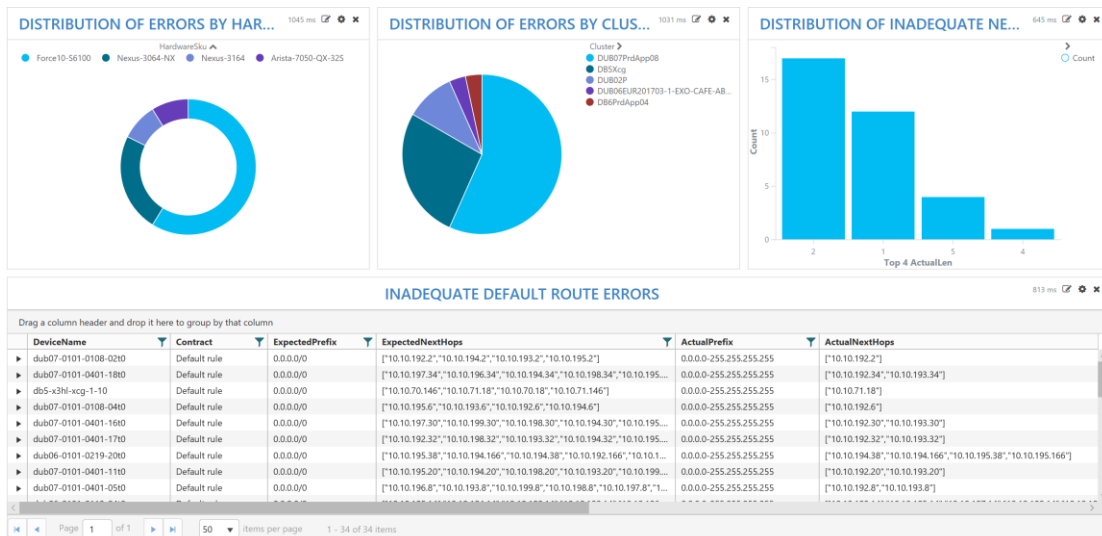 DISTRIBUTION OF ERRORS BY HAR...
1045 ms
HardwareSku
Force10-S6100
Nexus-3064-NX
Nexus-3164
Arista-7050-QX-32S
DISTRIBUTION OF ERRORS BY CLUS...
1031 ms
Cluster
DUB07PrdApp08
DB5Xcg
DUB02P
DUB06EUR201703-1-EXO-CAFE-AB...
DB6PrdApp04
DISTRIBUTION OF INADEQUATE NE...
645 ms
Count
15
10
5
0
Count
2 1 5 4
Top 4 ActualLen
INADEQUATE DEFAULT ROUTE ERRORS
813 ms
Drag a column header and drop it here to group by that column
DeviceName Contract ExpectedPrefix ExpectedNextHops ActualPrefix ActualNextHops
dub07-0101-0108-02t0 Default rule 0.0.0.0/0 ["10.10.192.2","10.10.194.2","10.10.193.2","10.10.195.2"] 0.0.0.0-255.255.255.255 ["10.10.192.2"]
dub07-0101-0401-18t0 Default rule 0.0.0.0/0 ["10.10.197.34","10.10.196.34","10.10.194.34","10.10.198.34","10.10.195.... 0.0.0.0-255.255.255.255 ["10.10.192.34","10.10.193.34"]
db5-x3hl-xcg-1-10 Default rule 0.0.0.0/0 ["10.10.70.146","10.10.71.18","10.10.70.18","10.10.71.146"] 0.0.0.0-255.255.255.255 ["10.10.71.18"]
dub07-0101-0108-04t0 Default rule 0.0.0.0/0 ["10.10.195.6","10.10.193.6","10.10.192.6","10.10.194.6"] 0.0.0.0-255.255.255.255 ["10.10.192.6"]
dub07-0101-0401-16t0 Default rule 0.0.0.0/0 ["10.10.197.30","10.10.199.30","10.10.198.30","10.10.194.30","10.10.195.... 0.0.0.0-255.255.255.255 ["10.10.192.30","10.10.193.30"]
dub07-0101-0401-17t0 Default rule 0.0.0.0/0 ["10.10.192.32","10.10.198.32","10.10.193.32","10.10.194.32","10.10.195.... 0.0.0.0-255.255.255.255 ["10.10.192.32","10.10.193.32"]
dub06-0101-0219-20t0 Default rule 0.0.0.0/0 ["10.10.195.38","10.10.194.166","10.10.194.38","10.10.192.166","10.10.1... 0.0.0.0-255.255.255.255 ["10.10.194.38","10.10.194.166","10.10.195.38","10.10.195.166"]
dub07-0101-0401-11t0 Default rule 0.0.0.0/0 ["10.10.195.20","10.10.194.20","10.10.198.20","10.10.193.20","10.10.199.... 0.0.0.0-255.255.255.255 ["10.10.192.20","10.10.193.20"]
dub07-0101-0401-05t0 Default rule 0.0.0.0/0 ["10.10.196.8","10.10.193.8","10.10.199.8","10.10.198.8","10.10.197.8","1... 0.0.0.0-255.255.255.255 ["10.10.192.8","10.10.193.8"]
Page 1 of 1 50 items per page 1 - 34 of 34 items